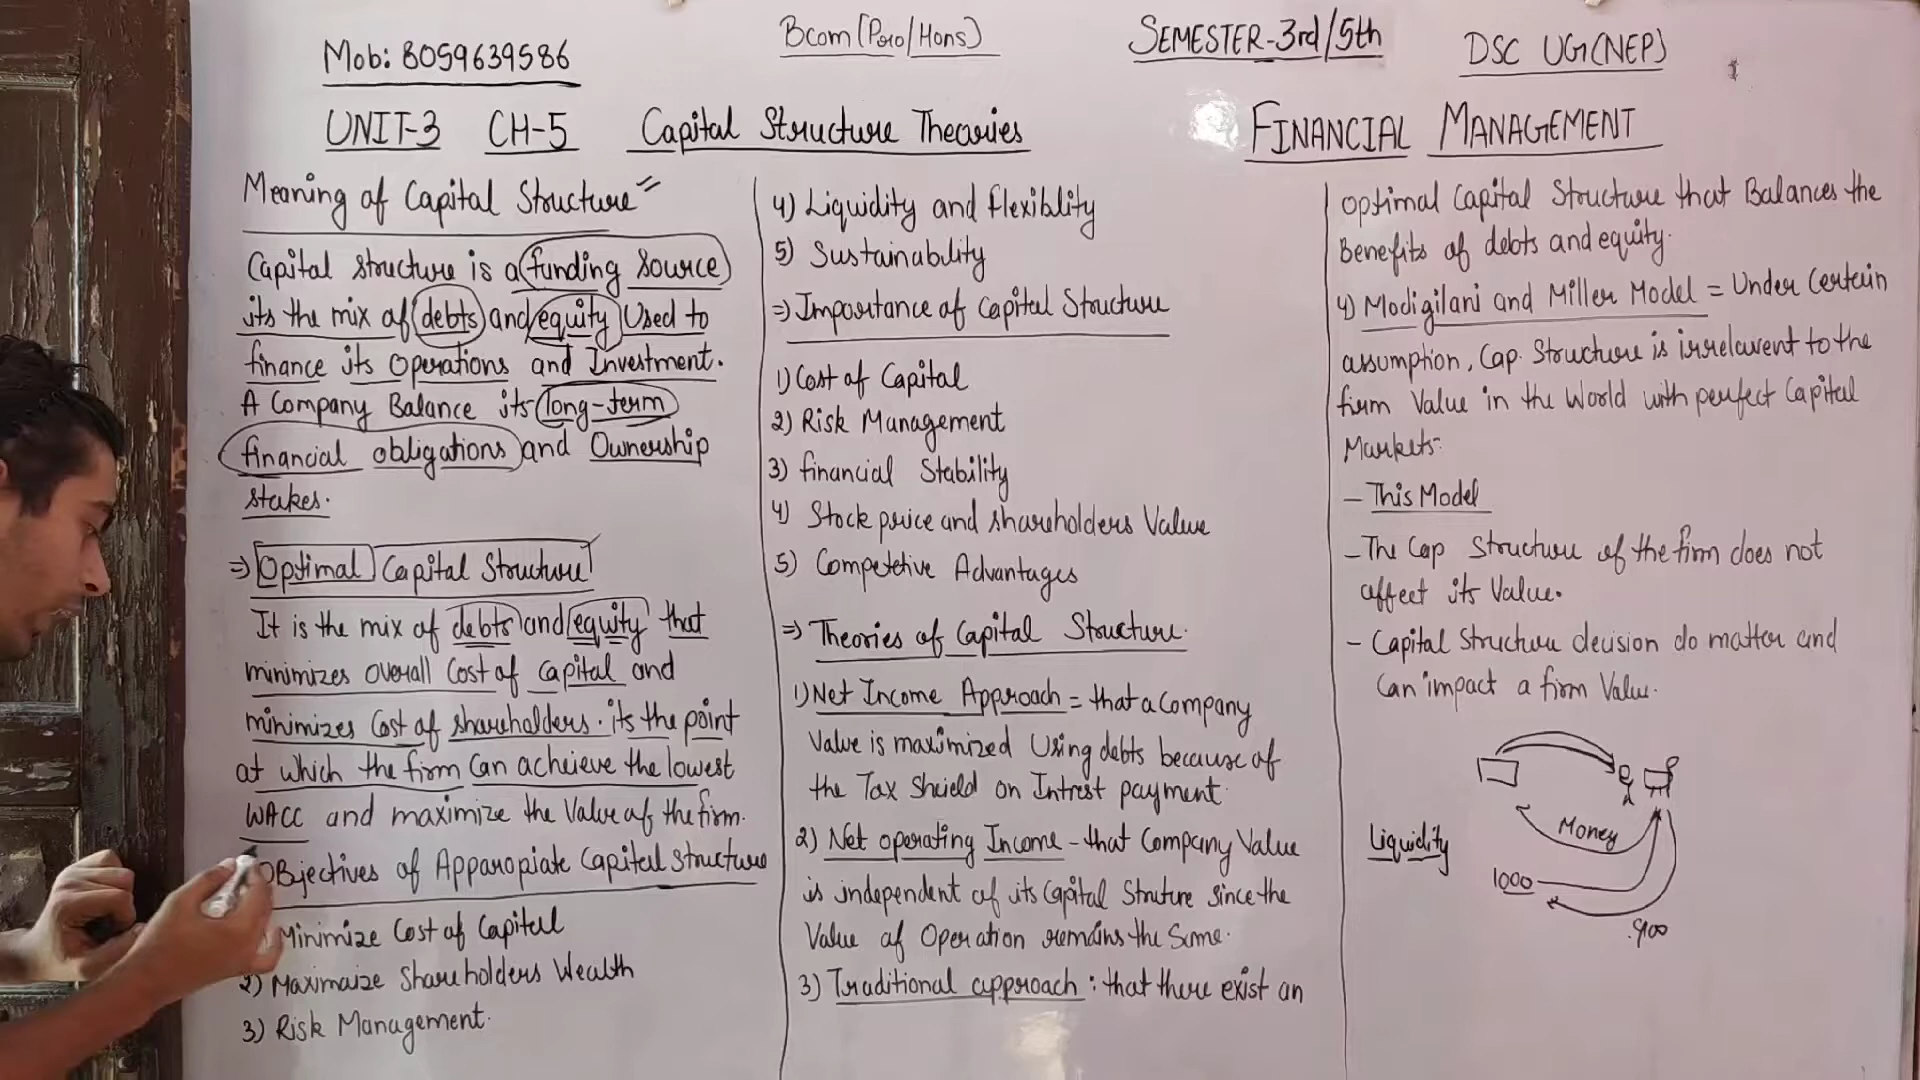 Mob: 8059639586
Bcom(Pro/Hons)
SEMESTER-3rd/5th
DSC UG(NEP)
UNIT-3 CH-5 Capital Structure Theories
FINANCIAL MANAGEMENT
Meaning of Capital Structure=
Capital structure is a funding source
its the mix of debts and equity Used to
finance its Operations and Investment.
A Company Balance its long-term
financial obligations and Ownership
stakes.
=> Optimal Capital Structure
It is the mix of debts and equity that
minimizes overall Cost of Capital and
minimizes Cost of shareholders. its the point
at which the firm Can acheieve the lowest
WACC and maximize the Value of the firm.
Objectives of Apparopiate Capital Structure
Minimize Cost of Capital
2) Maximaize Shareholders Wealth
3) Risk Management.
4) Liquidity and flexiblity
5) Sustainability
=> Importance of Capital Structure
1) Cost of Capital
2) Risk Management
3) financial Stability
4) Stock price and shareholders Value
5) Competetive Advantages
=> Theories of Capital Structure.
1) Net Income Approach = that a Company
Value is maximized Using debts because of
the Tax Shield on Intrest payment.
2) Net operating Income - that Company Value
is independent of its Capital Struture since the
Value of Operation remains the Same.
3) Traditional approach : that there exist an
optimal Capital Structure that Balances the
Benefits of debts and equity.
4) Modigilani and Miller Model = Under Certain
assumption, Cap. Structure is irrelavent to the
firm Value in the World with perfect Capital
Markets:
- This Model
- The Cap Structure of the firm does not
affect its Value.
- Capital Structure decision do matter and
Can impact a firm Value.
Money
Liquidity
1000
900